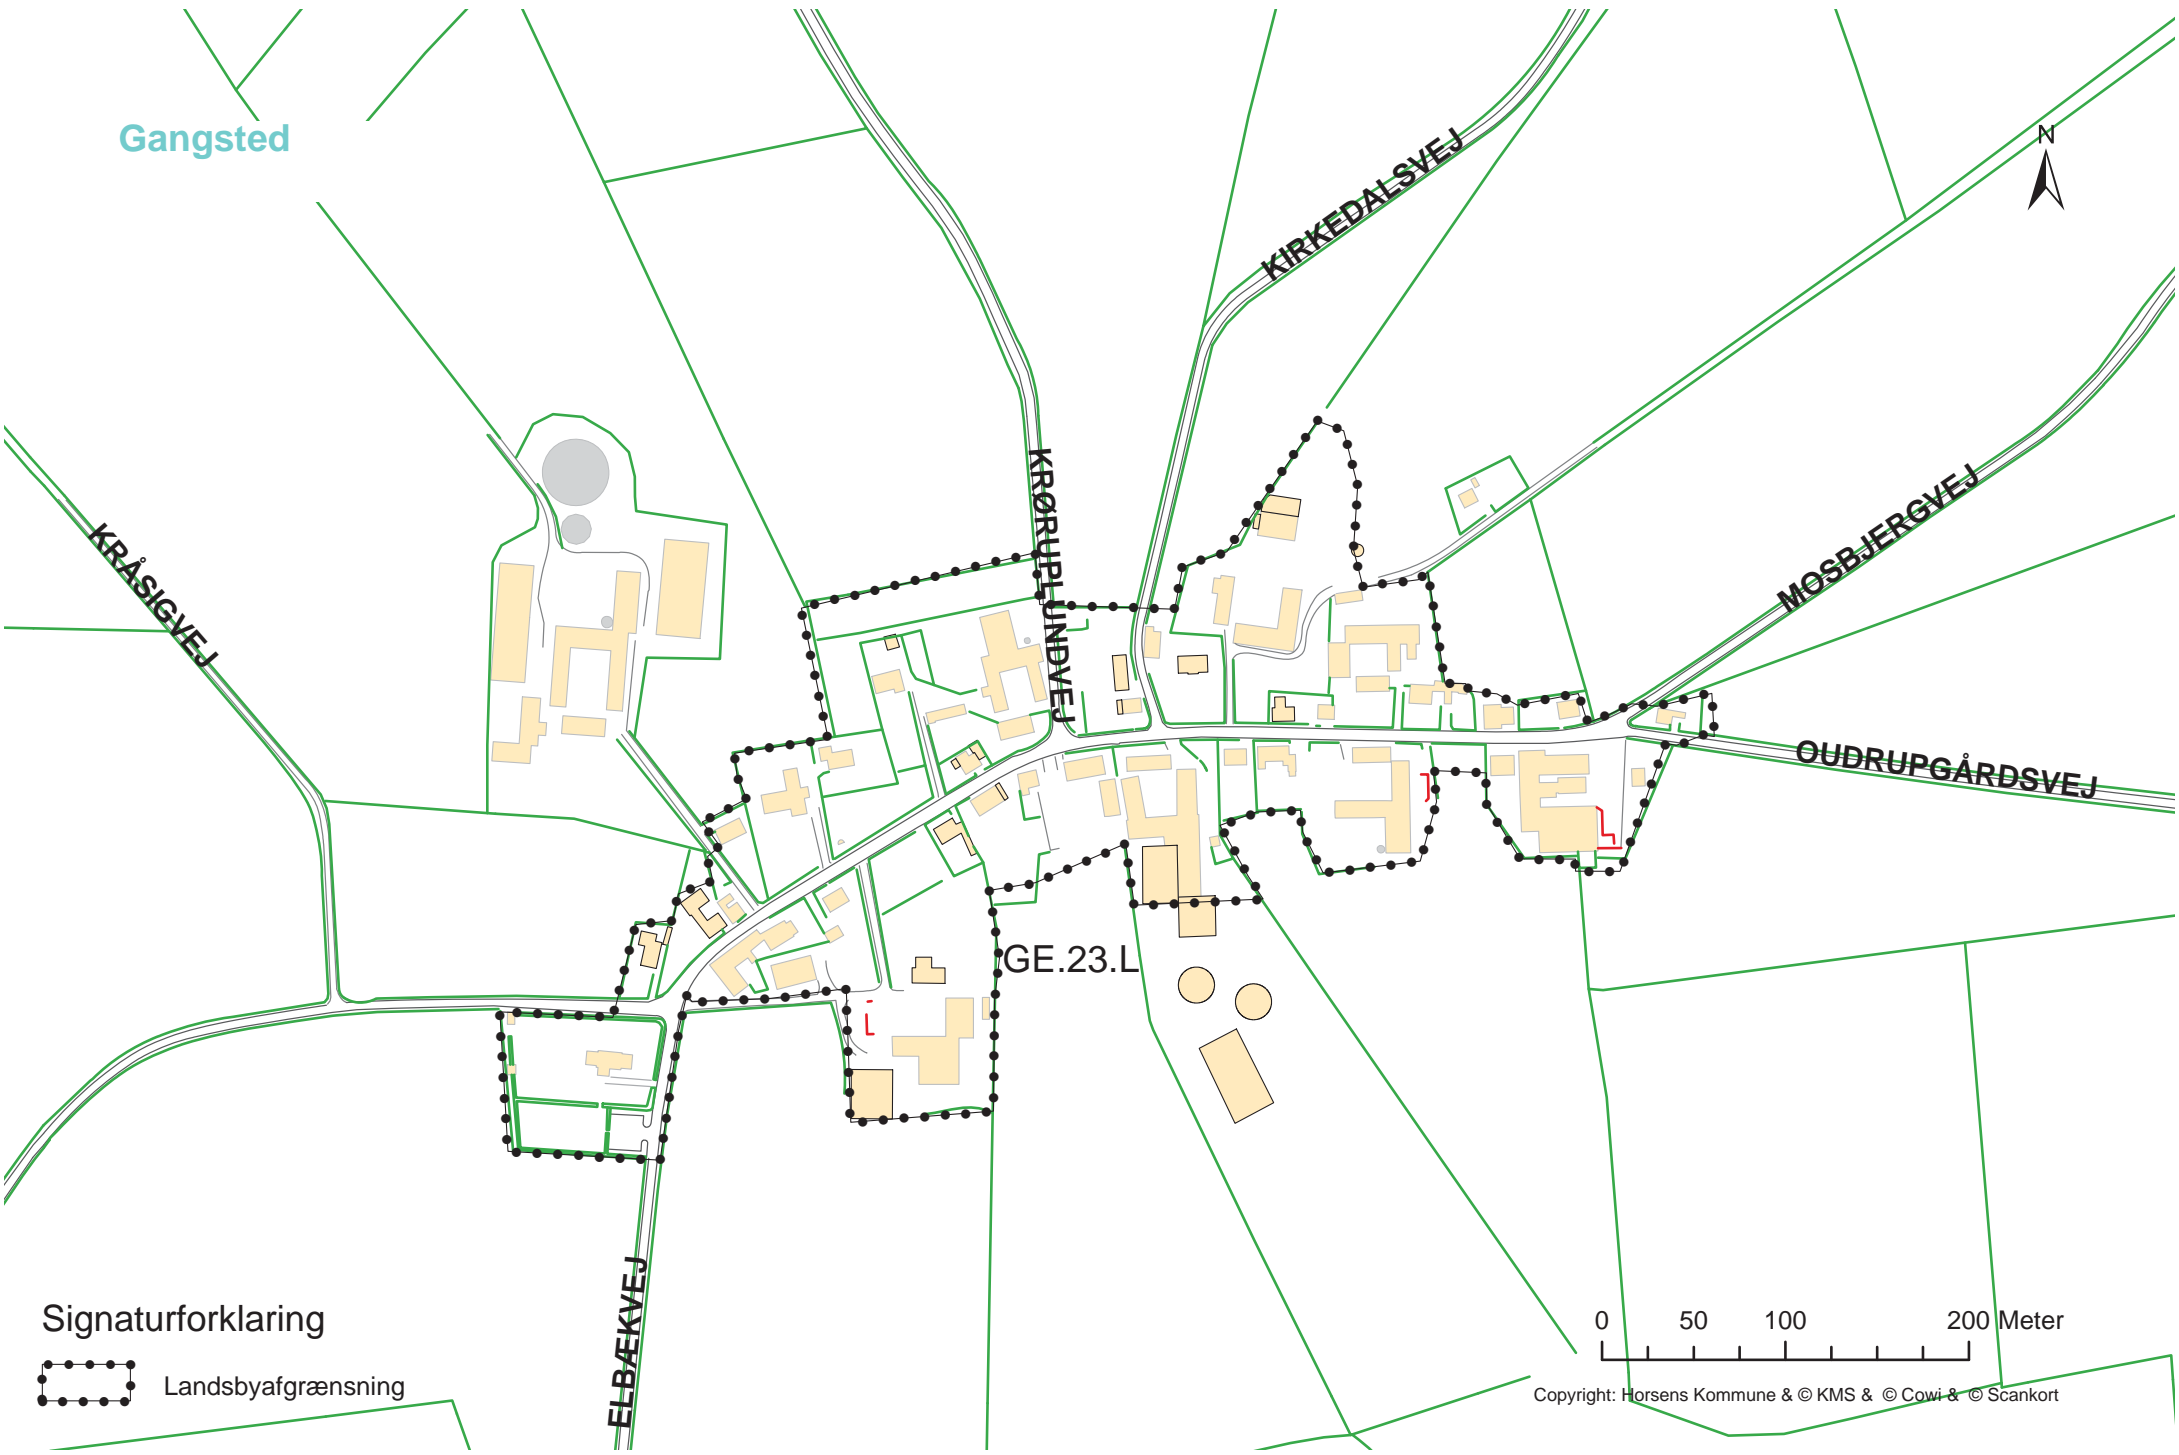 Gangsted
N
KIRKEDALSVEJ
KRØRUPLUNDVEJ
KRÅSIGVEJ
MOSBJERGVEJ
OUDRUPGÅRDSVEJ
GE.23.L
ELBÆKVEJ
Signaturforklaring
Landsbyafgrænsning
0 50 100 200 Meter
Copyright: Horsens Kommune & © KMS & © Cowi & © Scankort